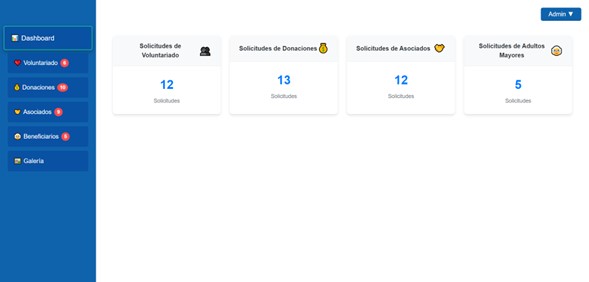 Admin ▼
Dashboard
Voluntariado 6
Donaciones 10
Asociados 9
Beneficiarios 5
Galería
Solicitudes de
Voluntariado
12
Solicitudes
Solicitudes de Donaciones
13
Solicitudes
Solicitudes de Asociados
12
Solicitudes
Solicitudes de Adultos
Mayores
5
Solicitudes